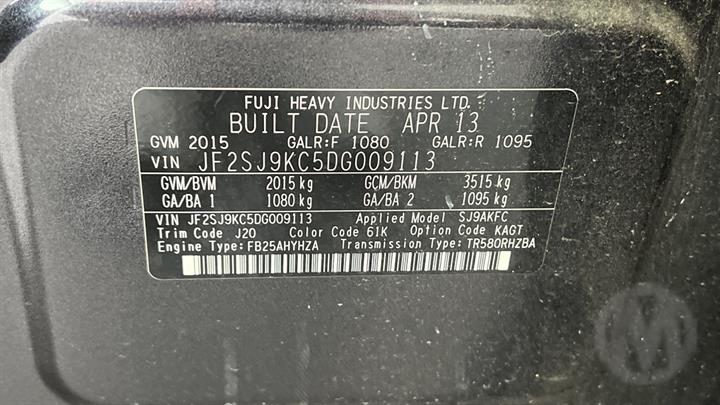 FUJI HEAVY INDUSTRIES LTD.
BUILT DATE APR 13
GVM 2015 GALR:F 1080 GALR:R 1095
VIN JF2SJ9KC5DG009113
GVM/BVM 2015 kg GCM/BKM 3515 kg
GA/BA 1 1080 kg GA/BA 2 1095 kg
VIN JF2SJ9KC5DG009113 Applied Model SJ9AKFC
Trim Code J20 Color Code 61K Option Code KAGT
Engine Type:FB25AHYHZA Transmission Type:TR580RHZBA
M